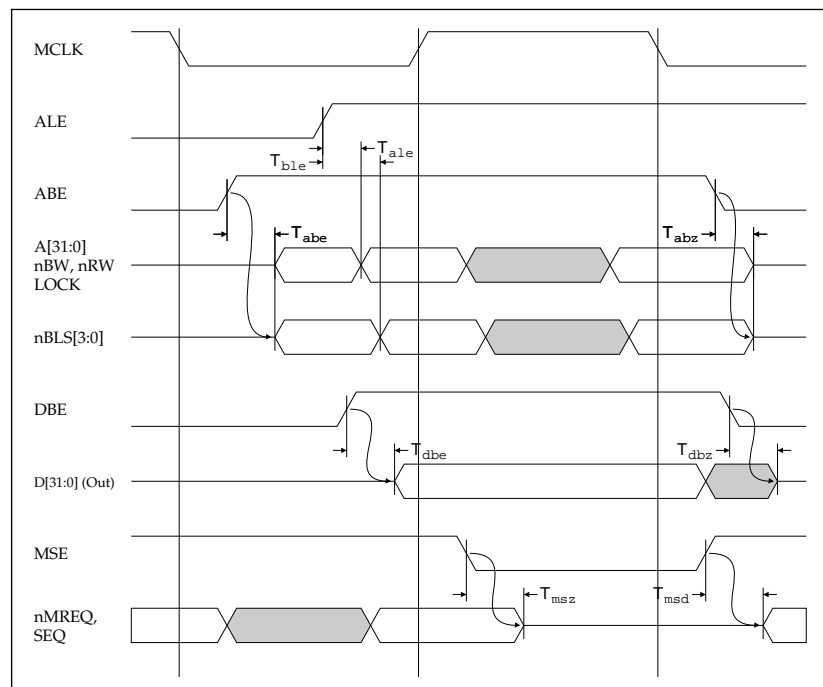 MCLK
ALE
T_ble
T_ale
ABE
T_abe
T_abz
A[31:0]
nBW, nRW
LOCK
nBLS[3:0]
DBE
T_dbe
T_dbz
D[31:0] (Out)
MSE
T_msz
T_msd
nMREQ,
SEQ